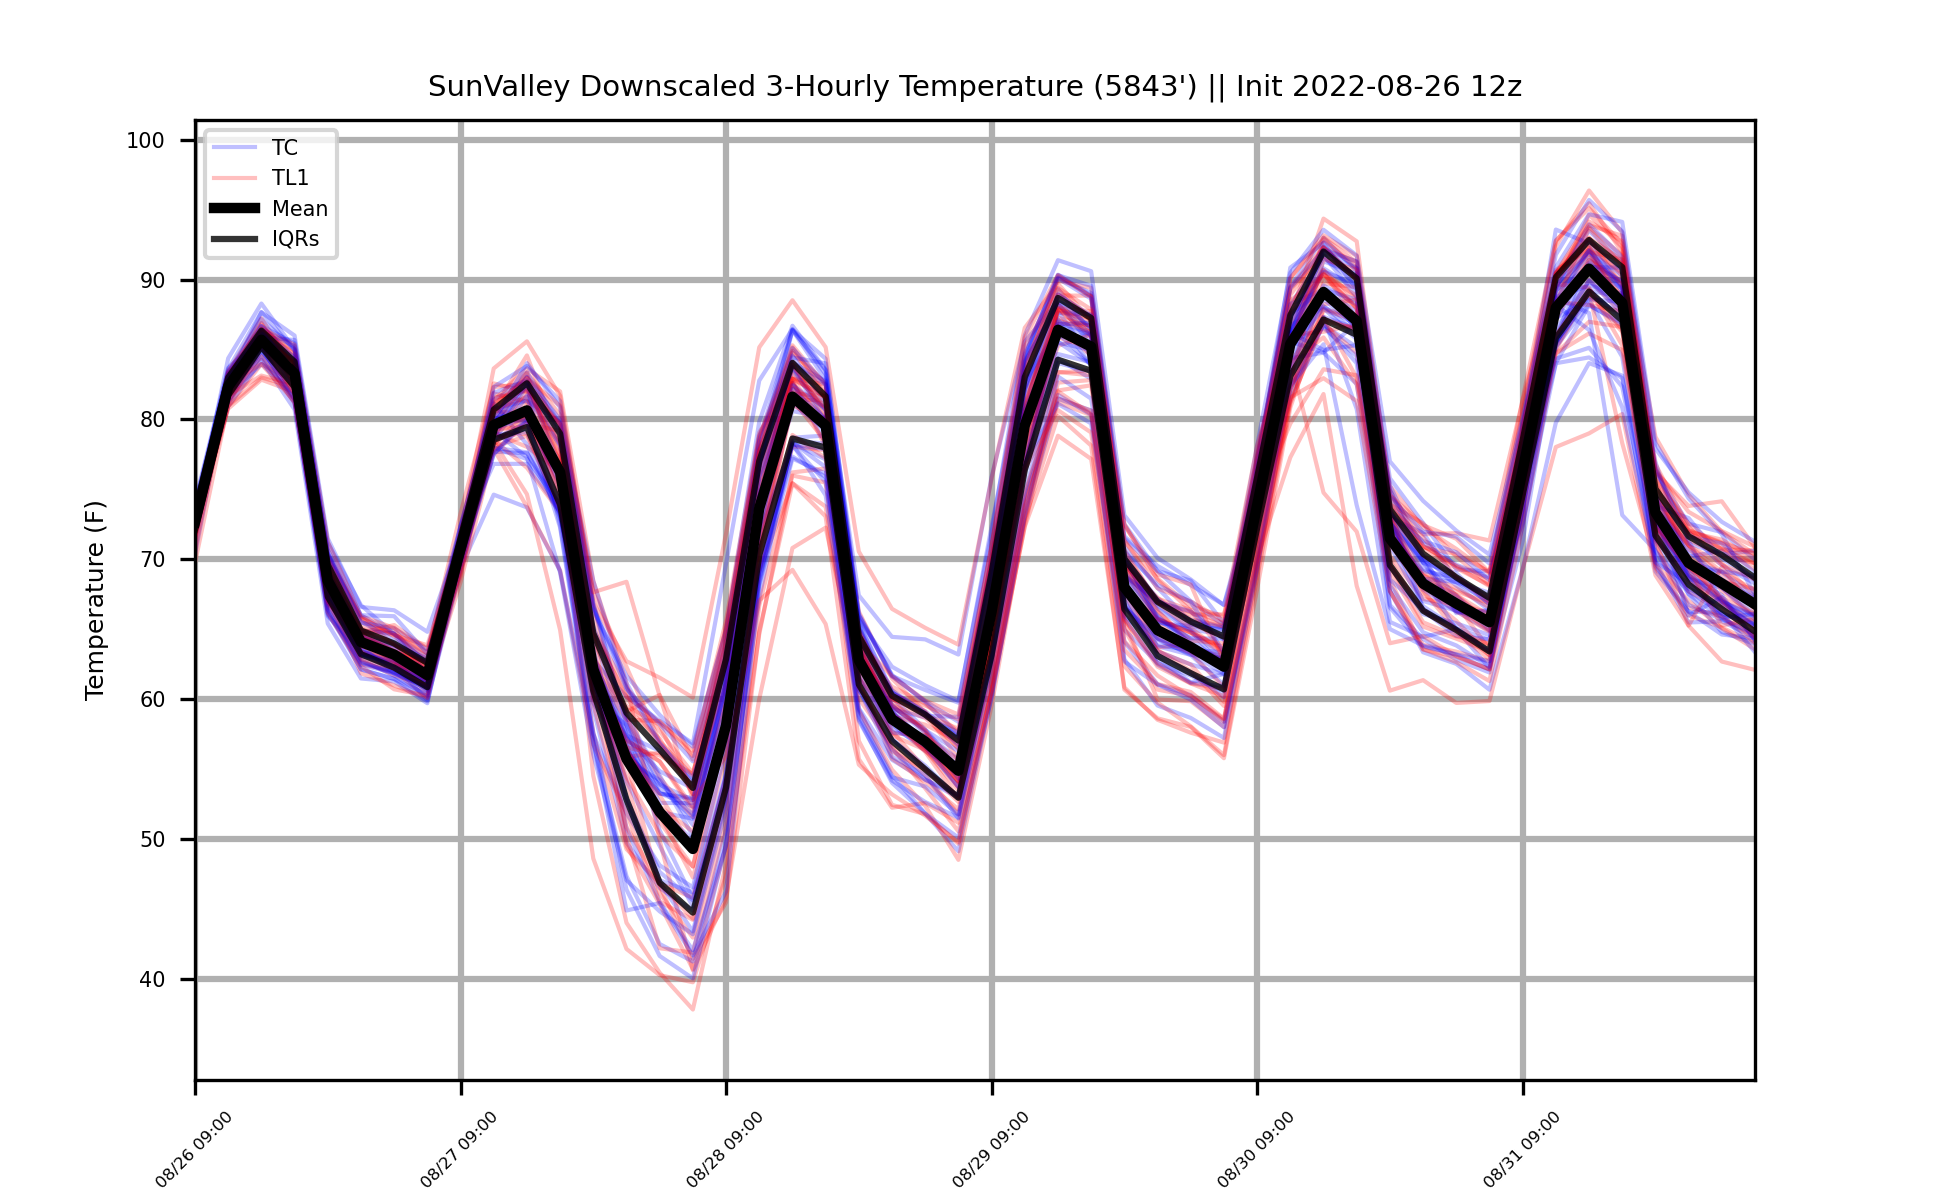 SunValley Downscaled 3-Hourly Temperature (5843') || Init 2022-08-26 12z
TC
TL1
Mean
IQRs
Temperature (F)
100
90
80
70
60
50
40
08/26 09:00
08/27 09:00
08/28 09:00
08/29 09:00
08/30 09:00
08/31 09:00